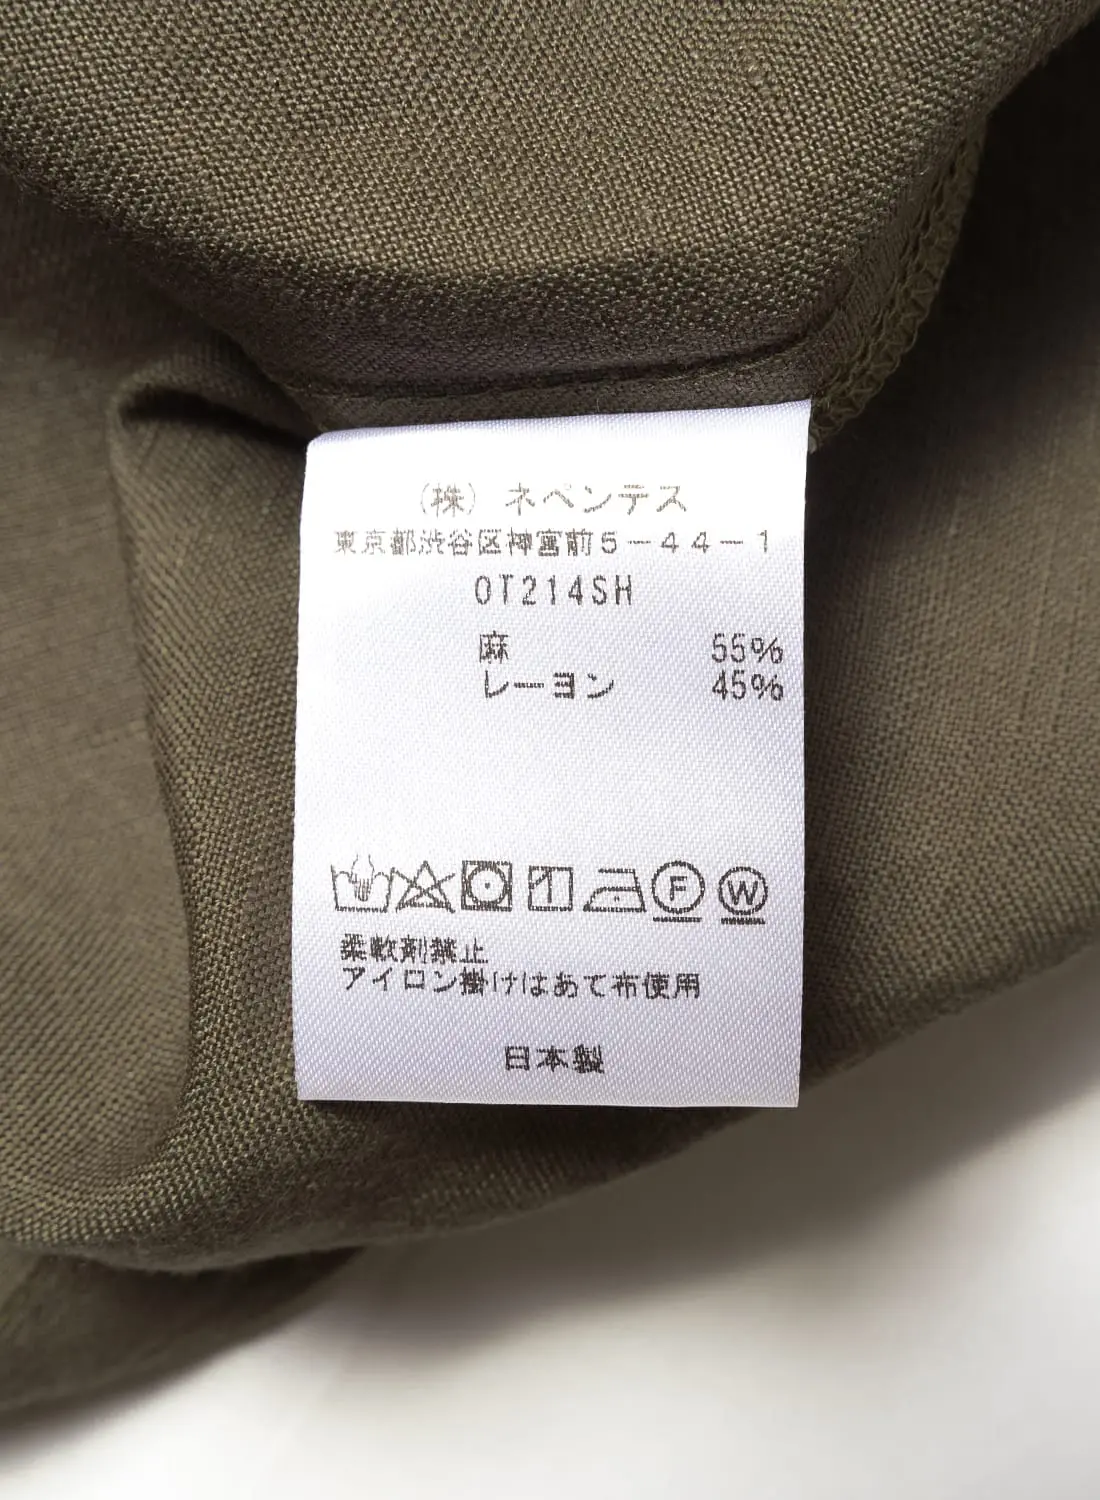 (株) ネペンテス
東京都渋谷区神宮前5-44-1
OT214SH
麻 55%
レーヨン 45%
F W
柔軟剤禁止
アイロン掛けはあて布使用
日本製